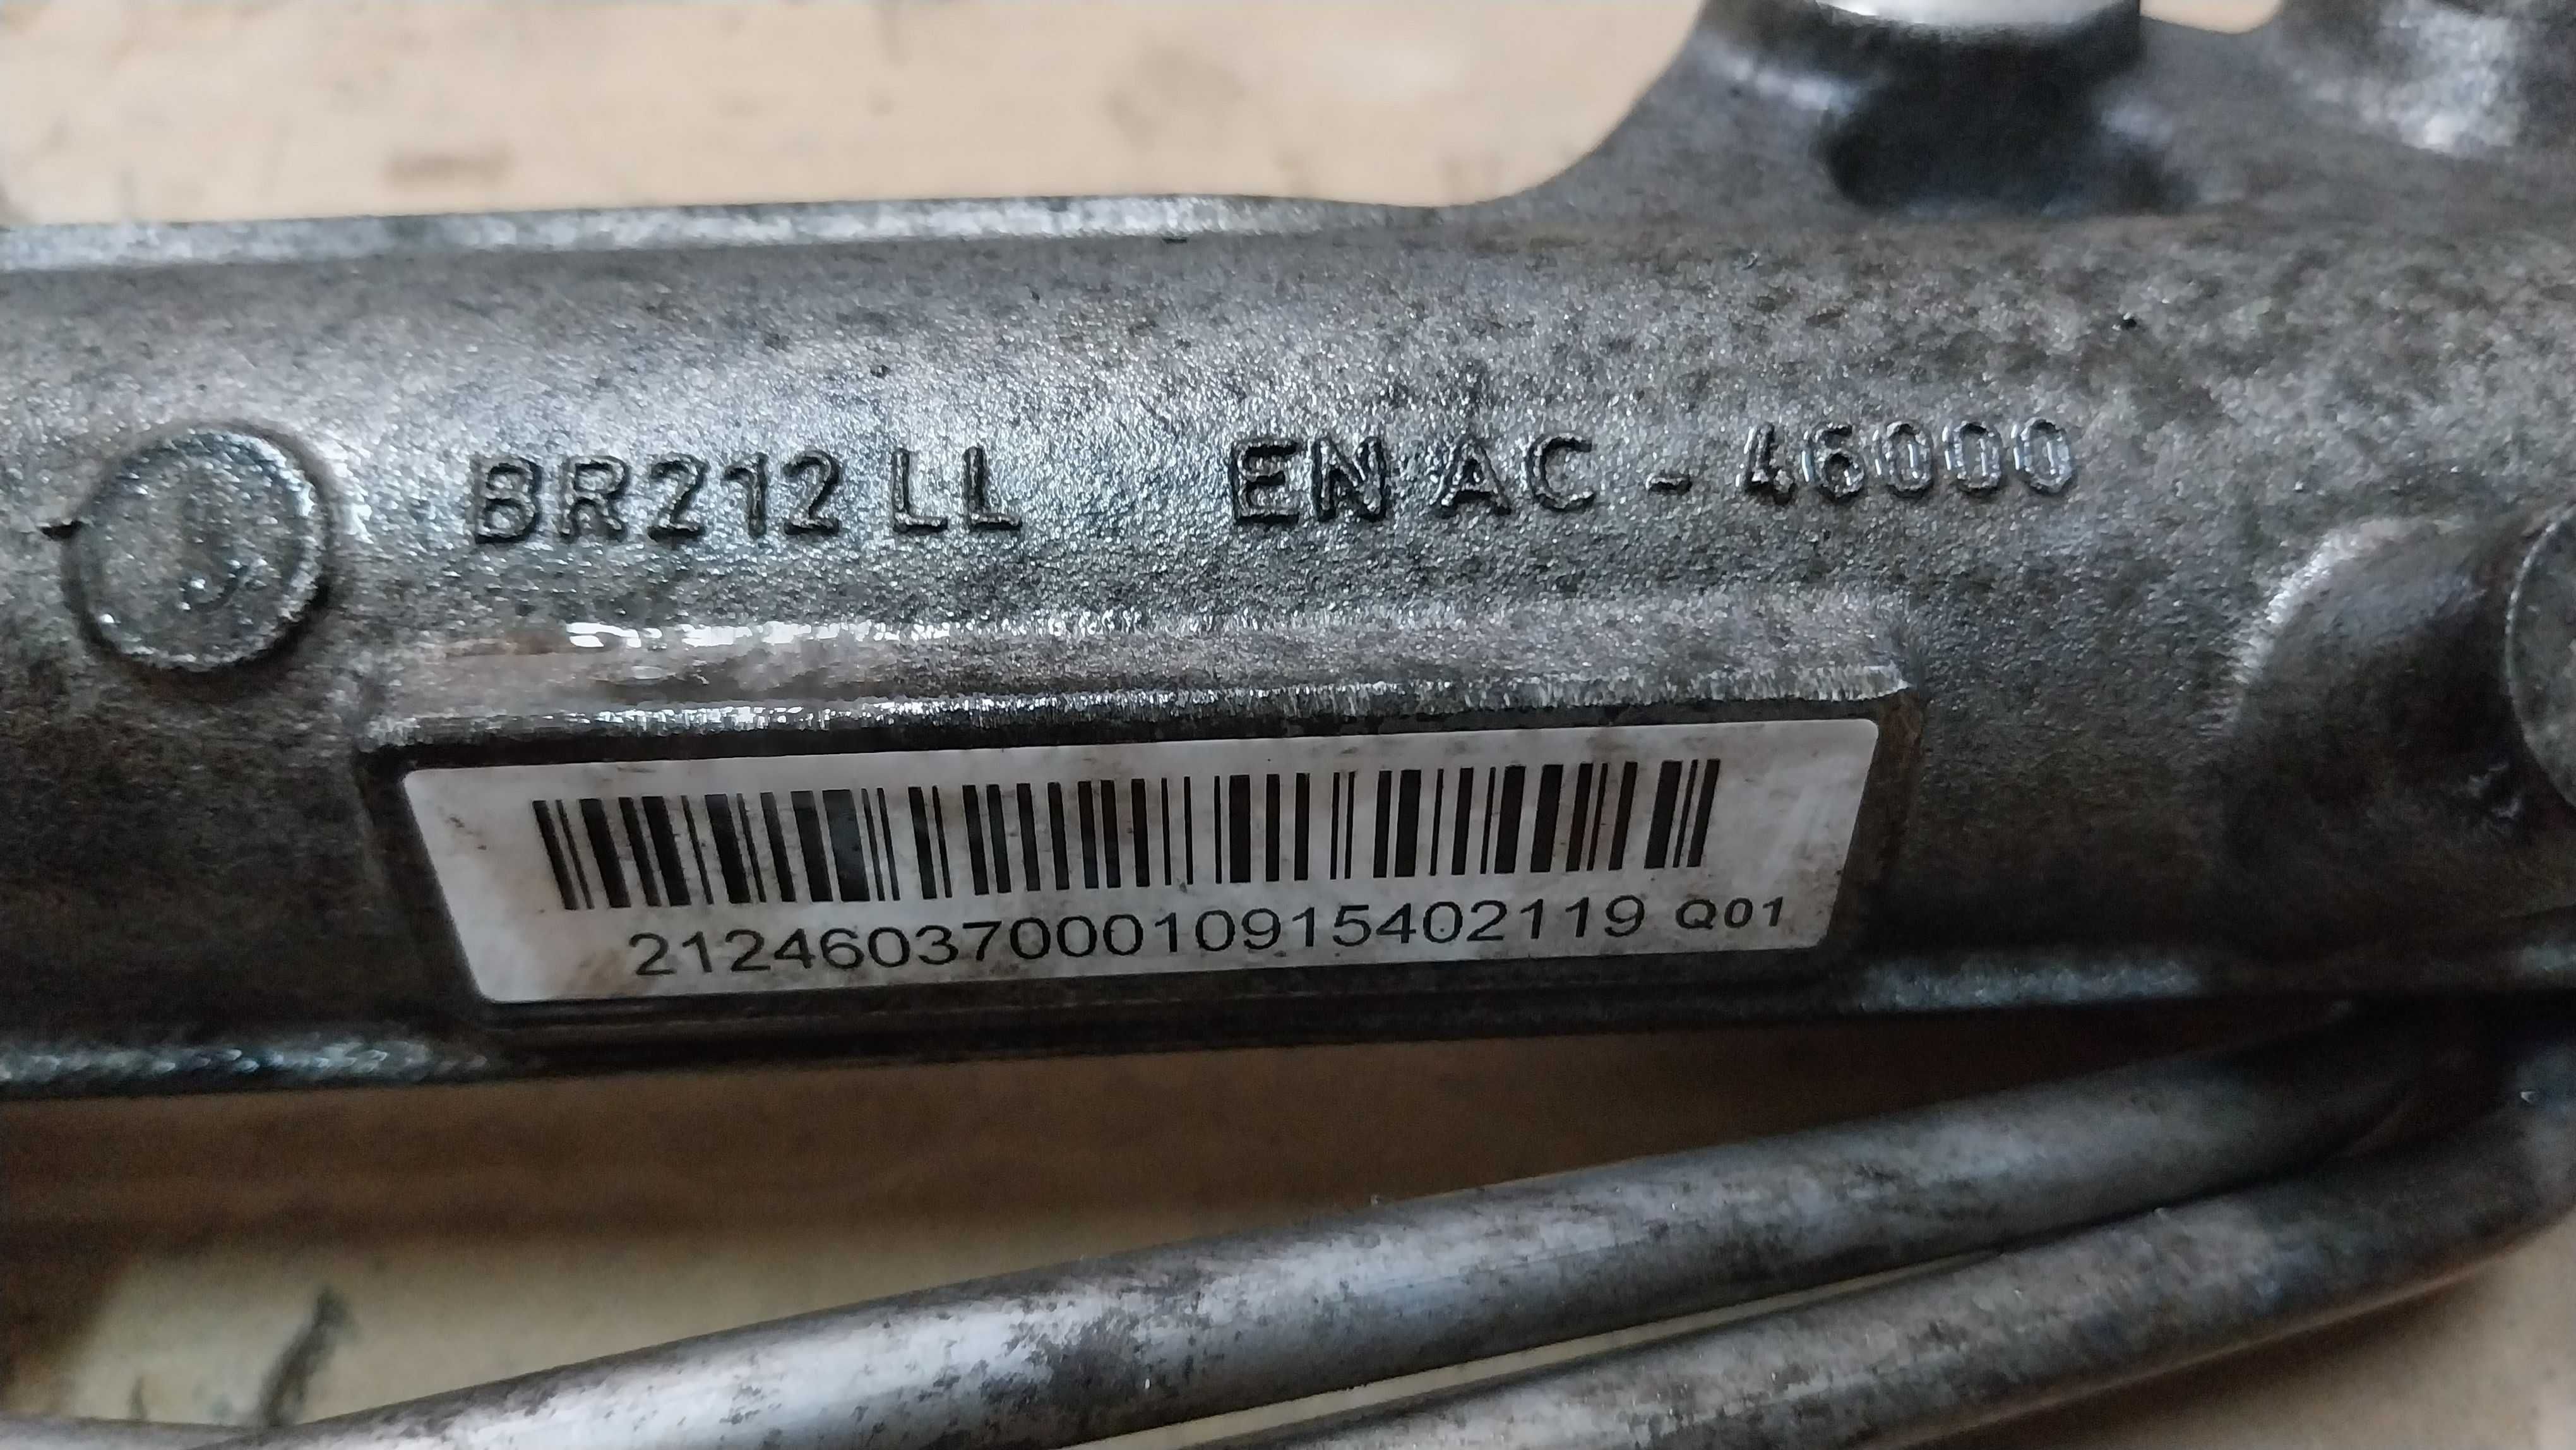 BR212 LL EN AC - 46000
2124603700010915402119 Q01